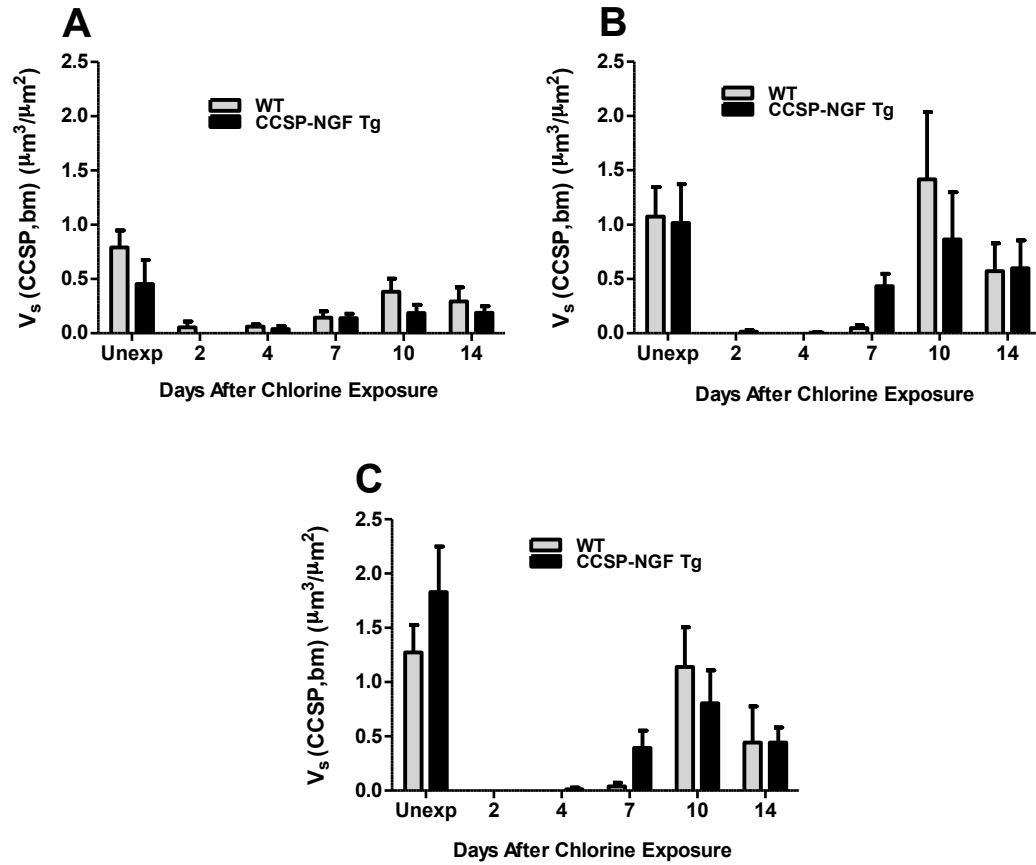 A
2.5
2.0
1.5
1.0
0.5
0.0
Vs (CCSP,bm) (μm³/μm²)
WT
CCSP-NGF Tg
Unexp 2 4 7 10 14
Days After Chlorine Exposure
B
2.5
2.0
1.5
1.0
0.5
0.0
Vs (CCSP,bm) (μm³/μm²)
WT
CCSP-NGF Tg
Unexp 2 4 7 10 14
Days After Chlorine Exposure
C
2.5
2.0
1.5
1.0
0.5
0.0
Vs (CCSP,bm) (μm³/μm²)
WT
CCSP-NGF Tg
Unexp 2 4 7 10 14
Days After Chlorine Exposure